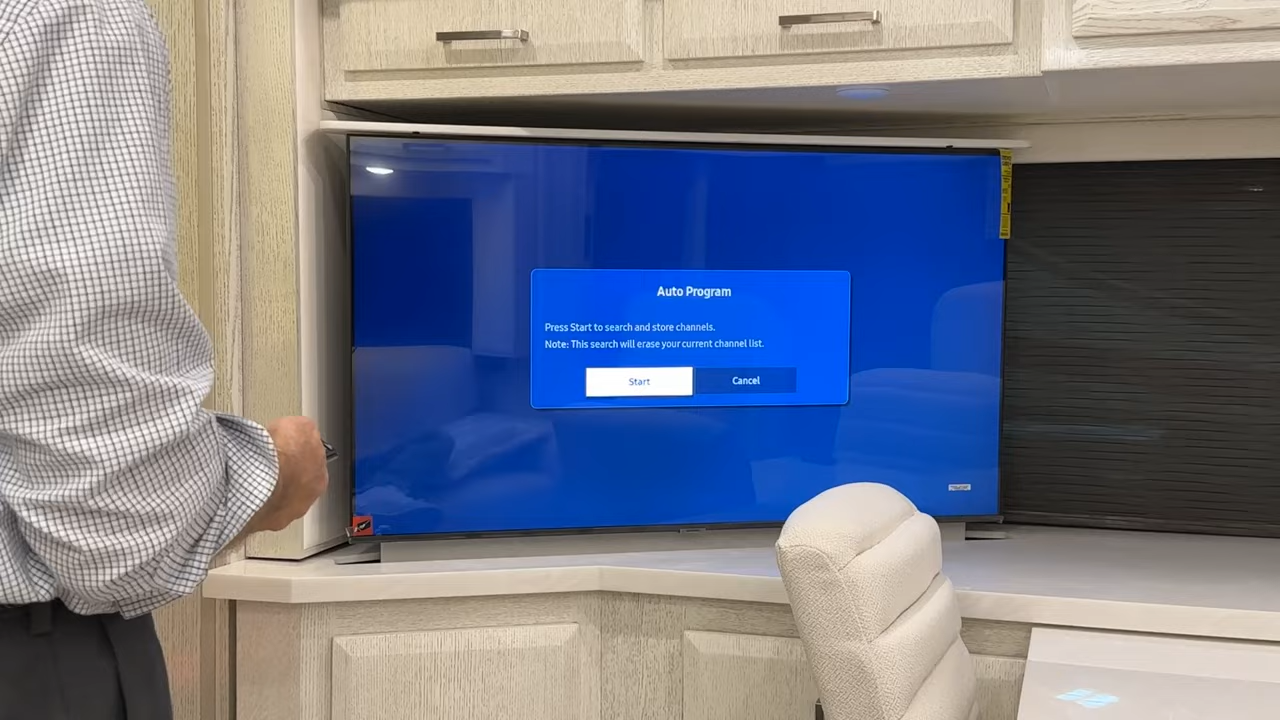 Auto Program
Press Start to search and store channels.
Note: This search will erase your current channel list.
Start
Cancel